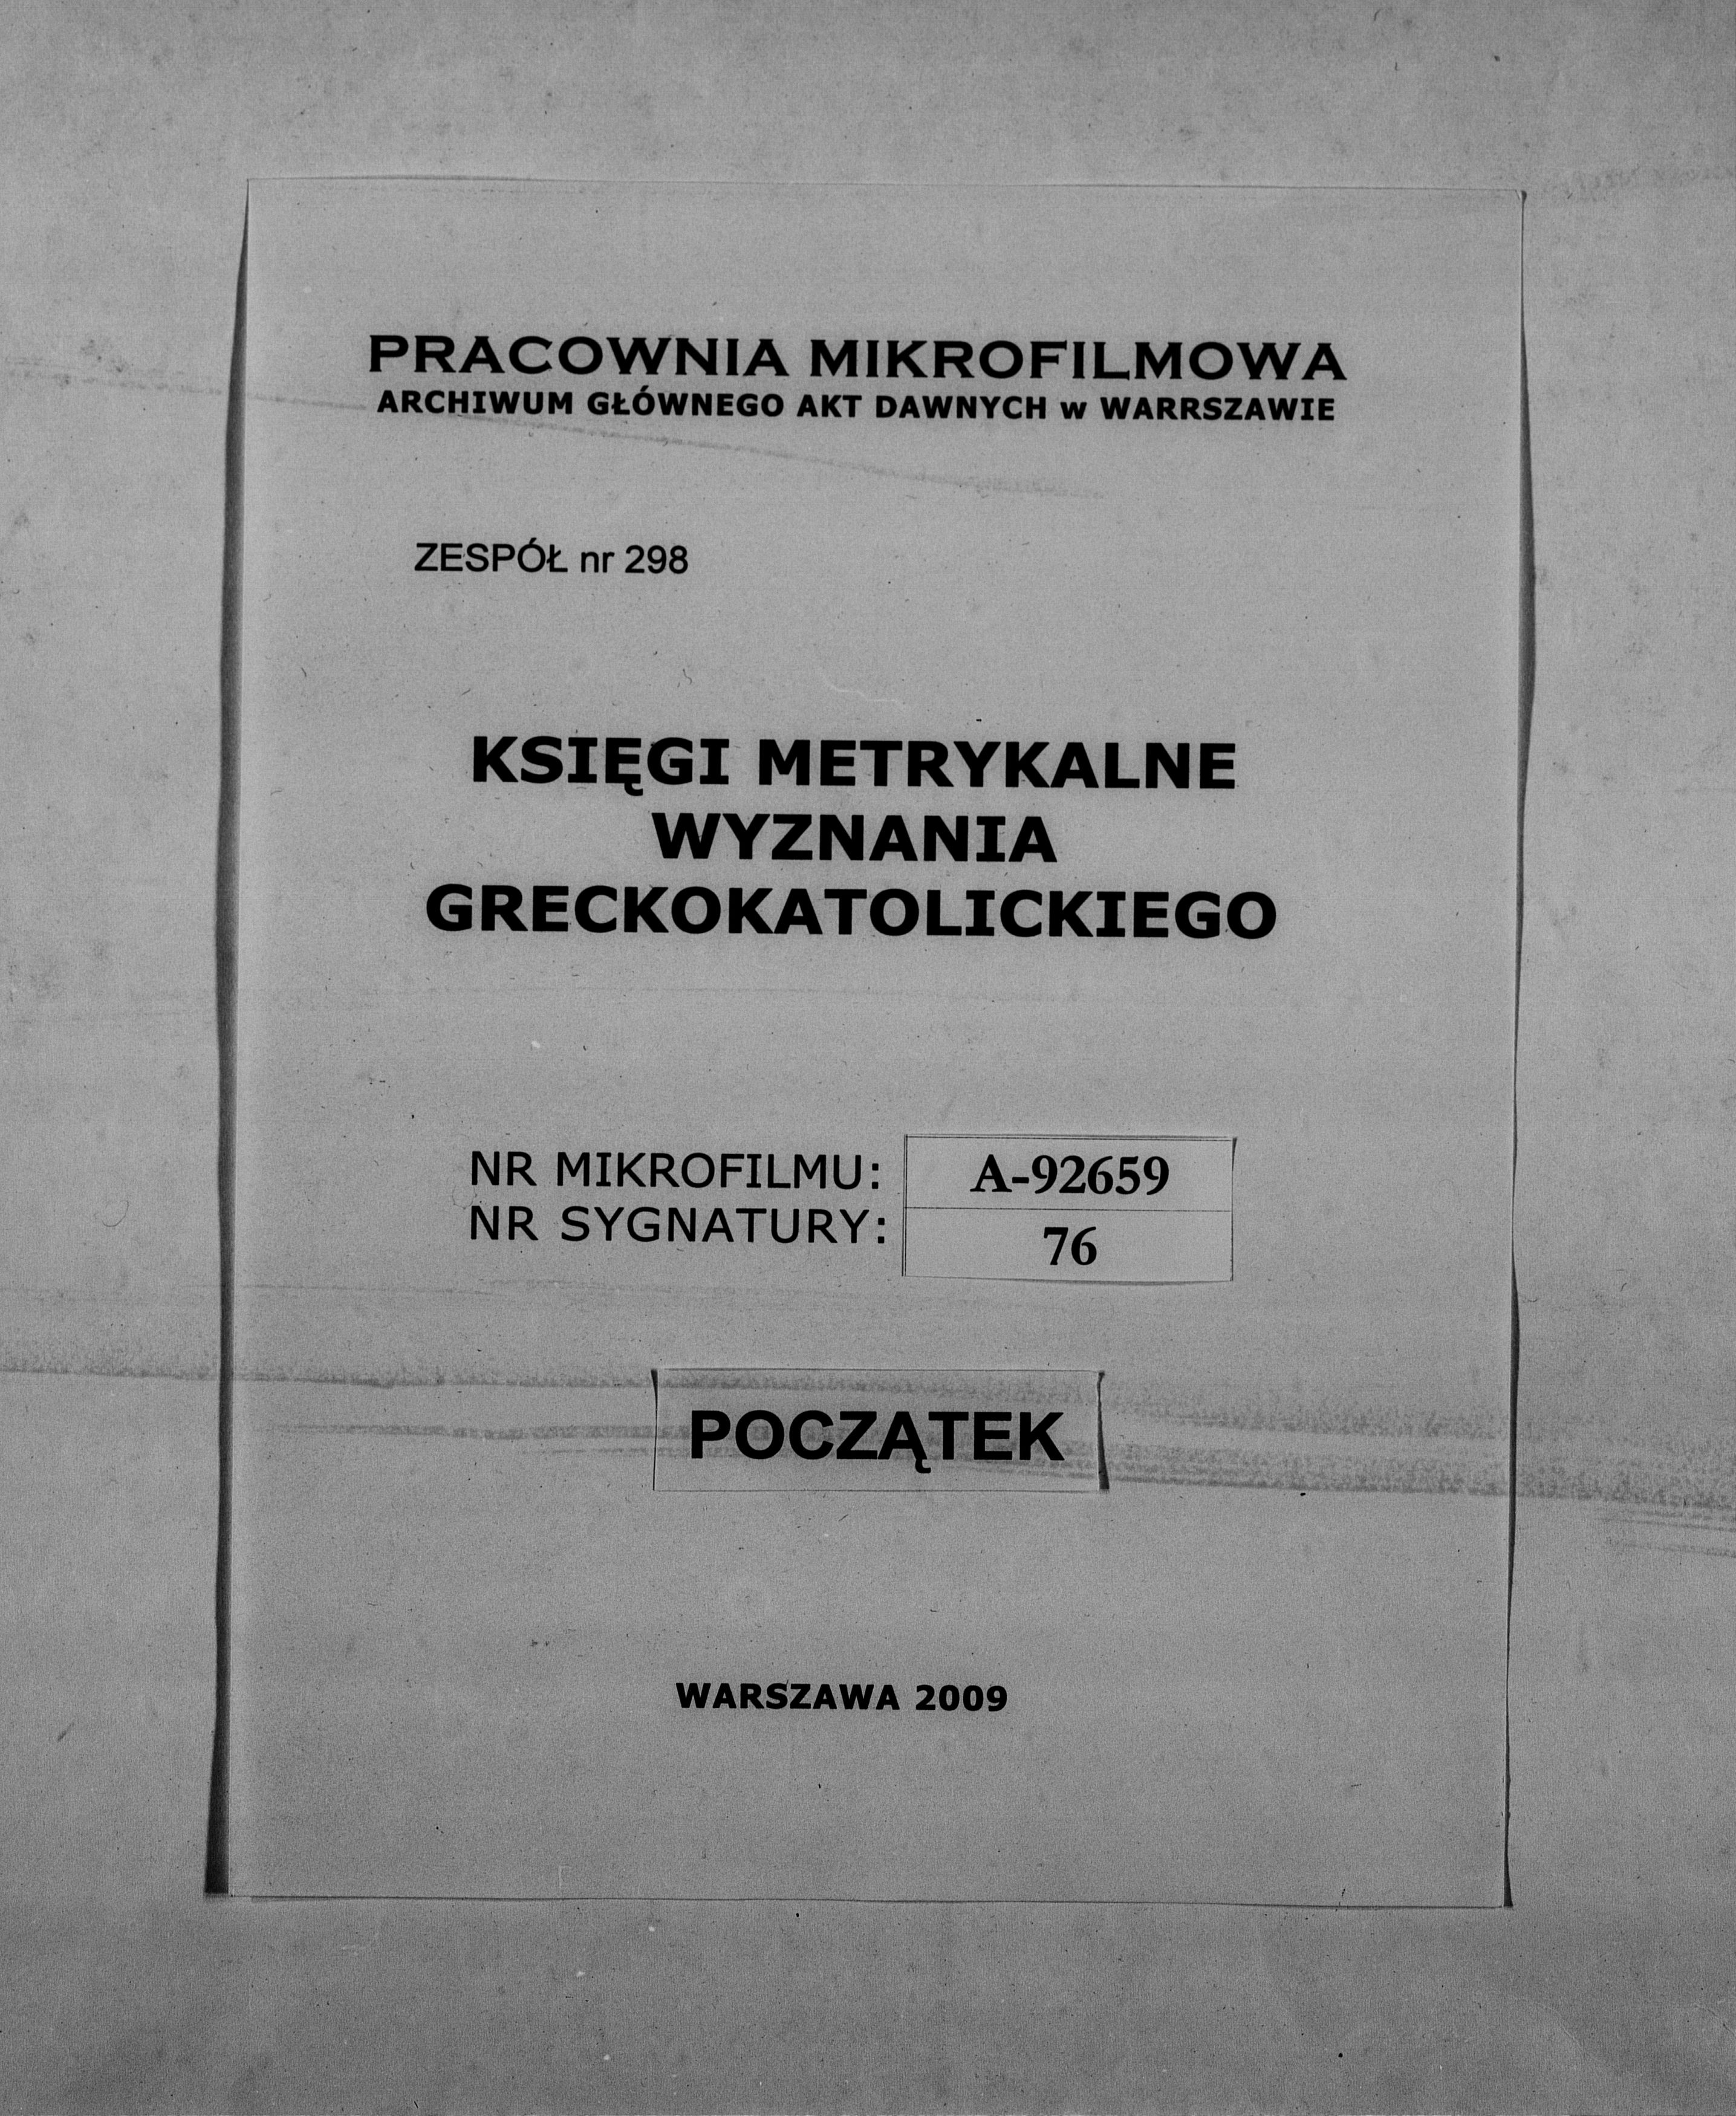 PRACOWNIA MIKROFILMOWA
ARCHIWUM GŁÓWNEGO AKT DAWNYCH w WARRSZAWIE
ZESPÓŁ nr 298
KSIĘGI METRYKALNE
WYZNANIA
GRECKOKATOLICKIEGO
NR MIKROFILMU: A-92659
NR SYGNATURY: 76
POCZĄTEK
WARSZAWA 2009